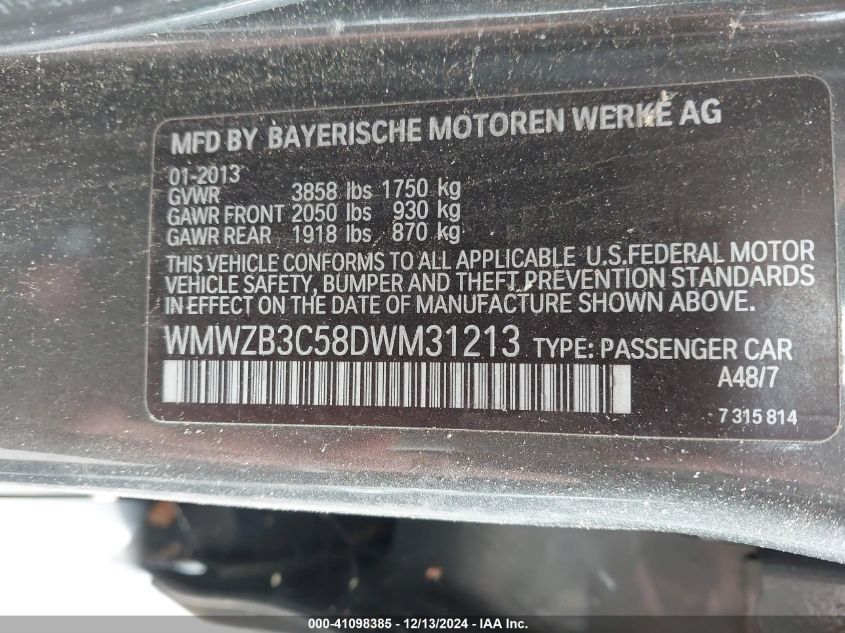 MFD BY BAYERISCHE MOTOREN WERKE AG
01-2013
GVWR 3858 lbs 1750 kg
GAWR FRONT 2050 lbs 930 kg
GAWR REAR 1918 lbs 870 kg
THIS VEHICLE CONFORMS TO ALL APPLICABLE U.S.FEDERAL MOTOR
VEHICLE SAFETY, BUMPER AND THEFT PREVENTION STANDARDS
IN EFFECT ON THE DATE OF MANUFACTURE SHOWN ABOVE.
WMWZB3C58DWM31213 TYPE: PASSENGER CAR
A48/7
7 315 814
000-41098385 / 12/13/2024 - IAA Inc.